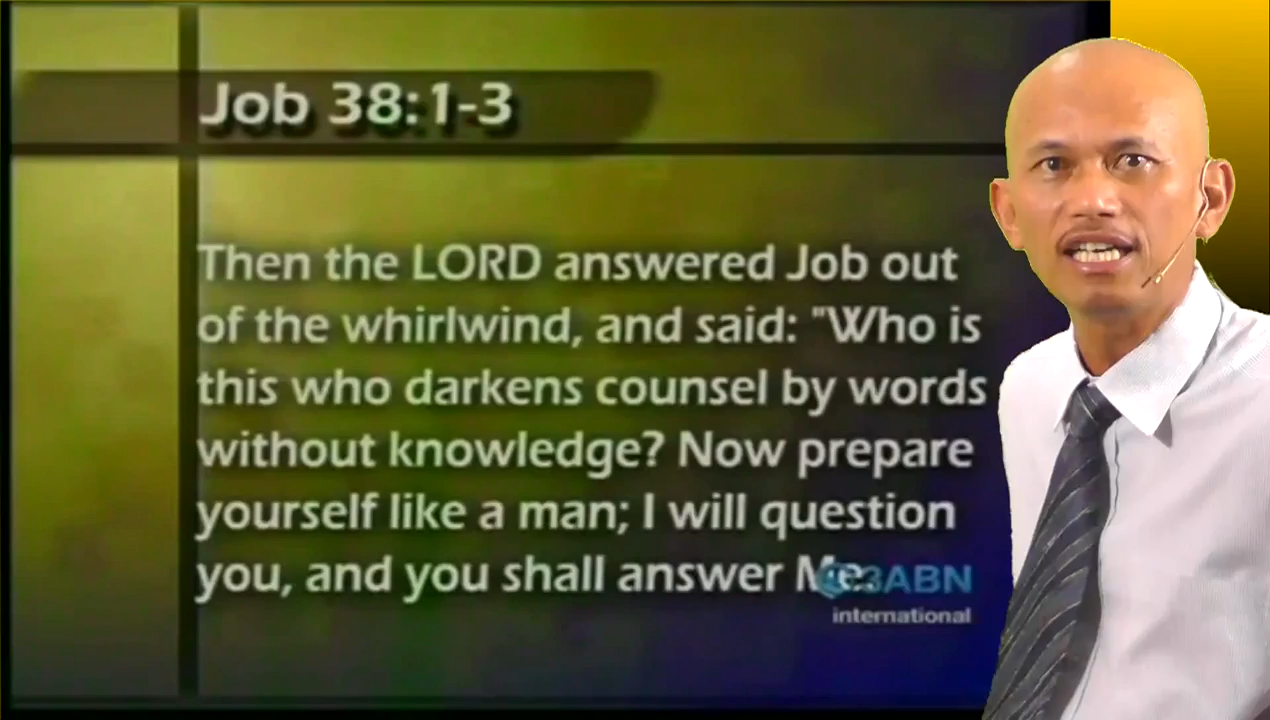 Job 38:1-3
Then the LORD answered Job out
of the whirlwind, and said: "Who is
this who darkens counsel by words
without knowledge? Now prepare
yourself like a man; I will question
you, and you shall answer Me.
3ABN
international